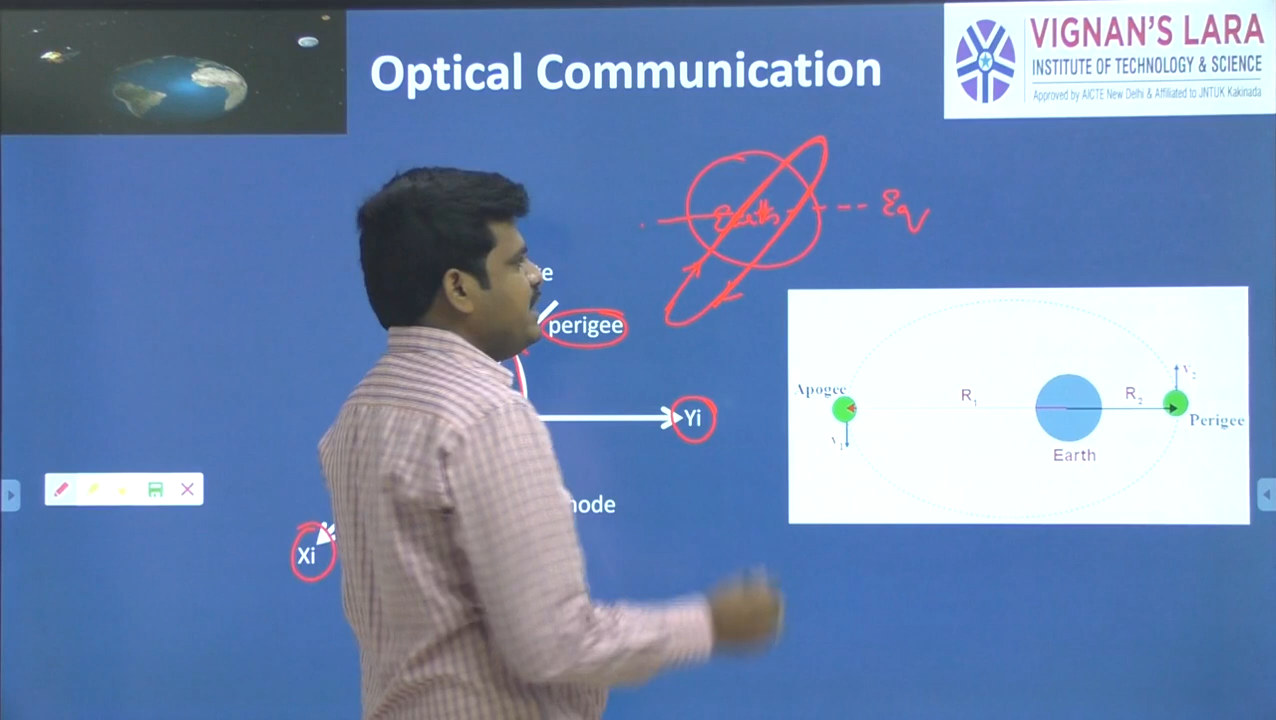 Optical Communication
VIGNAN'S LARA
INSTITUTE OF TECHNOLOGY & SCIENCE
Approved by AICTE New Delhi & Affiliated to JNTUK Kakinada
Earth
Eq
perigee
Yi
Xi
Apogee
R1
R2
V1
V2
Perigee
Earth